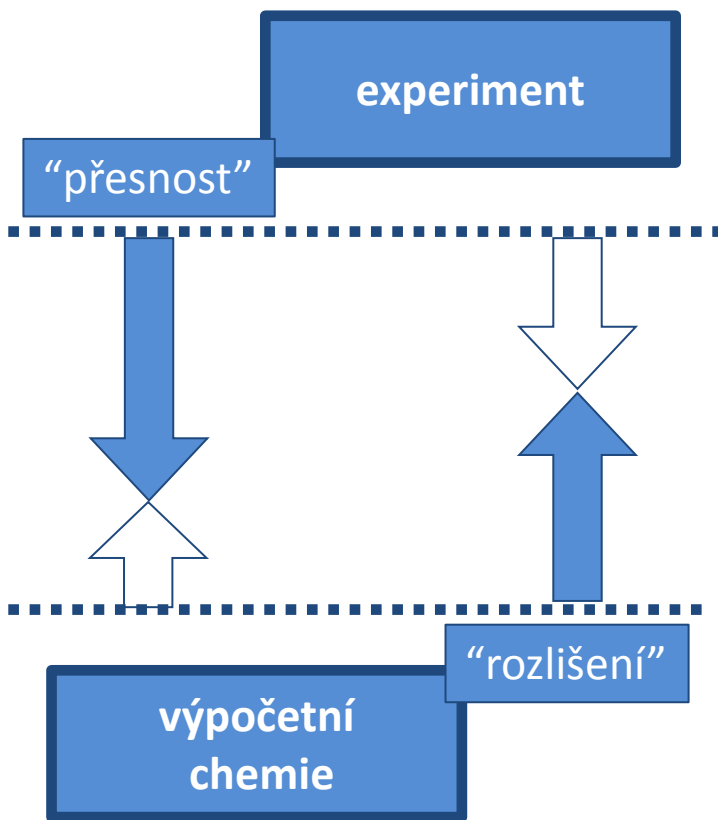 experiment
“přesnost”
“rozlišení”
výpočetní
chemie